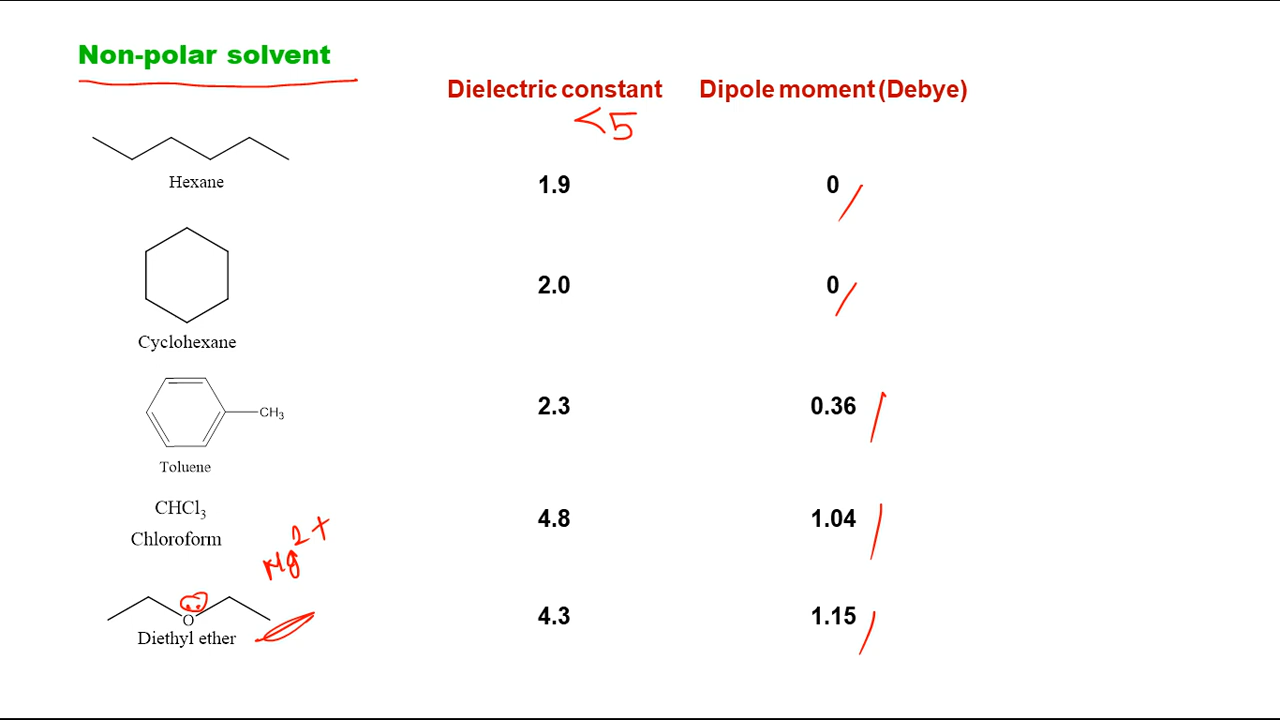 Non-polar solvent
Dielectric constant Dipole moment (Debye)
<5
Hexane 1.9 0
Cyclohexane 2.0 0
CH₃
Toluene 2.3 0.36
CHCl₃
Chloroform 4.8 1.04
Mg²⁺
O
Diethyl ether 4.3 1.15